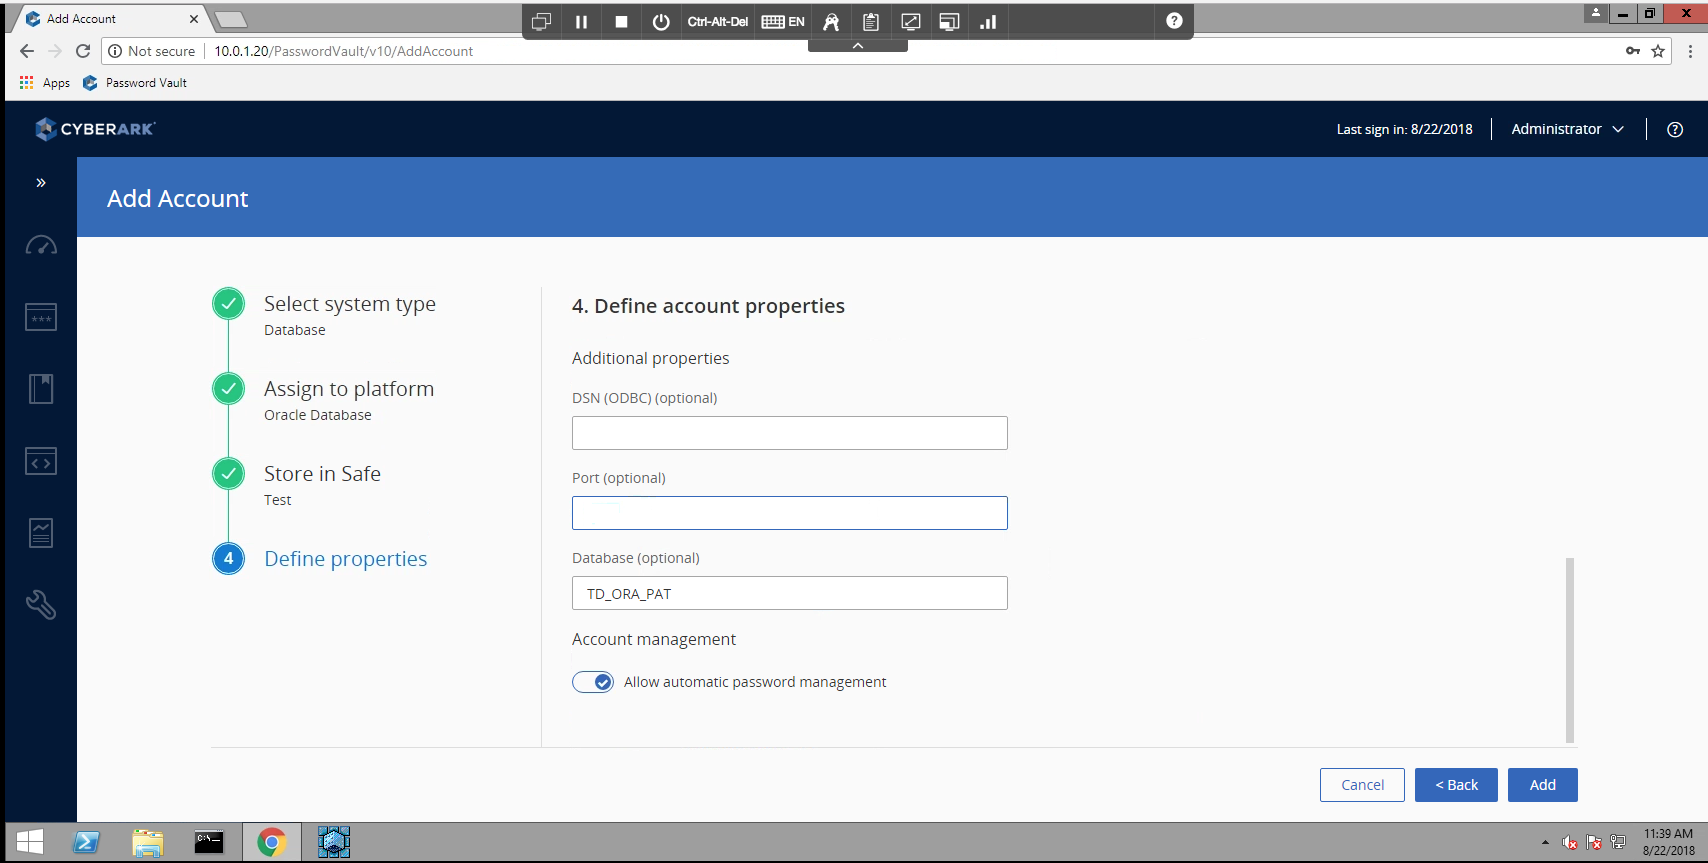 Add Account
Ctrl-Alt-Del
EN
Not secure
10.0.1.20/PasswordVault/v10/AddAccount
Apps
Password Vault
CYBERARK
Last sign in: 8/22/2018
Administrator
Add Account
Select system type
Database
Assign to platform
Oracle Database
Store in Safe
Test
4
Define properties
4. Define account properties
Additional properties
DSN (ODBC) (optional)
Port (optional)
Database (optional)
TD_ORA_PAT
Account management
Allow automatic password management
Cancel
< Back
Add
C:\
11:39 AM
8/22/2018